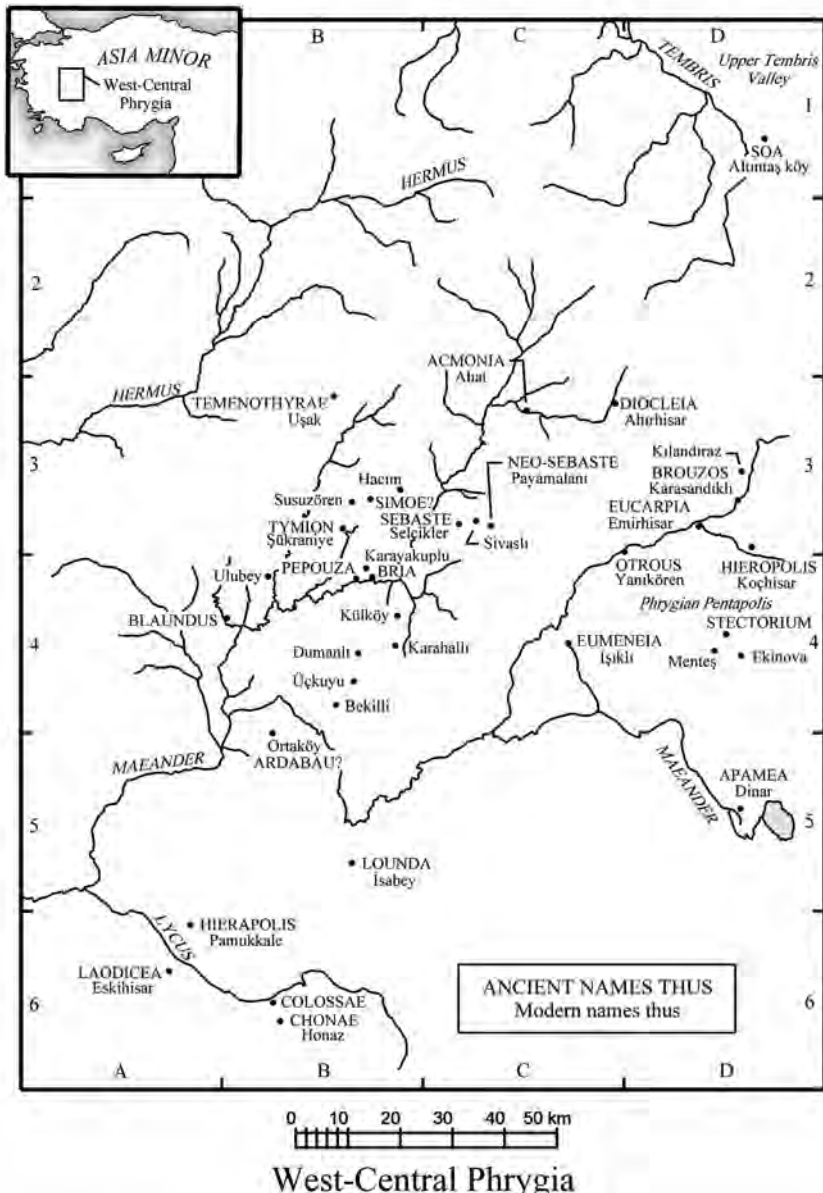 ASIA MINOR
West-Central
Phrygia
B
C
D
TEMBRIS
Upper Tembris
Valley
1
SOA
Altıntaş köy
HERMUS
2
2
ACMONIA
Ahat
HERMUS
TEMENOTHYRAE
Uşak
DIOCLEIA
Ahırhisar
3
3
Kılandıraz
BROUZOS
Karasandıklı
NEO-SEBASTE
Payamalanı
Hacım
Susuzören
SIMOE?
SEBASTE
Selçikler
EUCARPIA
Emirhisar
TYMION
Şükraniye
Sivaslı
Karayakuplu
PEPOUZA
BRIA
Ulubey
OTROUS
Yanıkören
HIEROPOLIS
Koçhisar
Phrygian Pentapolis
BLAUNDUS
Külköy
STECTORIUM
4
4
Dumanlı
Karahallı
EUMENEIA
Işıklı
Menteş
Ekinova
Üçkuyu
Bekilli
Ortaköy
ARDABAU?
MAEANDER
MAEANDER
APAMEA
Dinar
5
5
LOUNDA
İsabey
HIERAPOLIS
Pamukkale
LYCUS
LAODICEA
Eskihisar
ANCIENT NAMES THUS
Modern names thus
COLOSSAE
6
6
CHONAE
Honaz
A
B
C
D
0 10 20 30 40 50 km
West-Central Phrygia